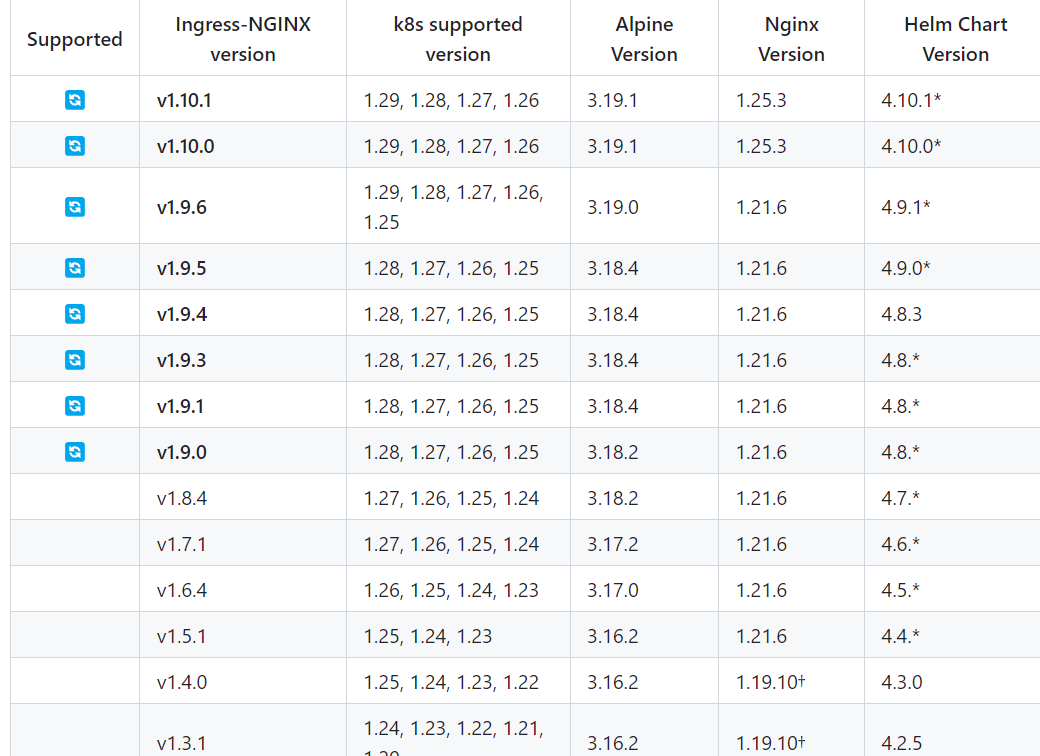 Supported Ingress-NGINX version k8s supported version Alpine Version Nginx Version Helm Chart Version
v1.10.1 1.29, 1.28, 1.27, 1.26 3.19.1 1.25.3 4.10.1*
v1.10.0 1.29, 1.28, 1.27, 1.26 3.19.1 1.25.3 4.10.0*
v1.9.6 1.29, 1.28, 1.27, 1.26, 1.25 3.19.0 1.21.6 4.9.1*
v1.9.5 1.28, 1.27, 1.26, 1.25 3.18.4 1.21.6 4.9.0*
v1.9.4 1.28, 1.27, 1.26, 1.25 3.18.4 1.21.6 4.8.3
v1.9.3 1.28, 1.27, 1.26, 1.25 3.18.4 1.21.6 4.8.*
v1.9.1 1.28, 1.27, 1.26, 1.25 3.18.4 1.21.6 4.8.*
v1.9.0 1.28, 1.27, 1.26, 1.25 3.18.2 1.21.6 4.8.*
v1.8.4 1.27, 1.26, 1.25, 1.24 3.18.2 1.21.6 4.7.*
v1.7.1 1.27, 1.26, 1.25, 1.24 3.17.2 1.21.6 4.6.*
v1.6.4 1.26, 1.25, 1.24, 1.23 3.17.0 1.21.6 4.5.*
v1.5.1 1.25, 1.24, 1.23 3.16.2 1.21.6 4.4.*
v1.4.0 1.25, 1.24, 1.23, 1.22 3.16.2 1.19.10† 4.3.0
v1.3.1 1.24, 1.23, 1.22, 1.21, 3.16.2 1.19.10† 4.2.5